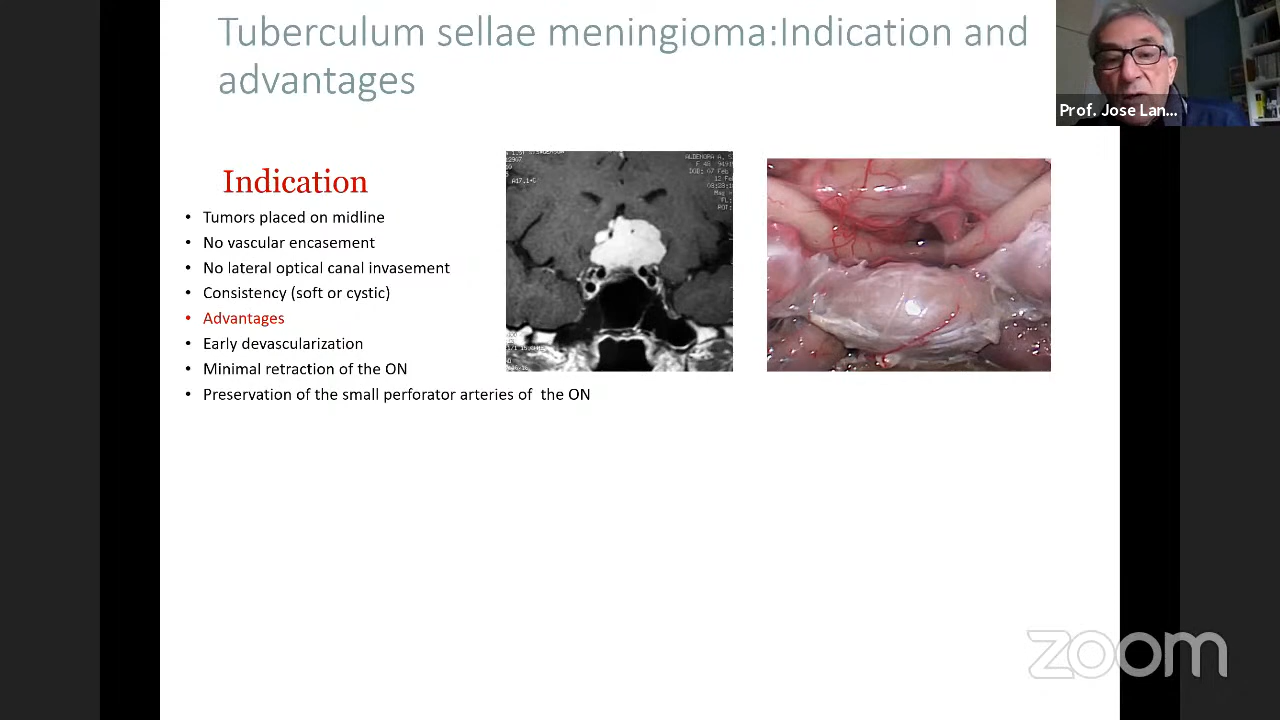 Tuberculum sellae meningioma:Indication and
advantages
Prof. Jose Lan...
Indication
• Tumors placed on midline
• No vascular encasement
• No lateral optical canal invasement
• Consistency (soft or cystic)
• Advantages
• Early devascularization
• Minimal retraction of the ON
• Preservation of the small perforator arteries of the ON
ALDENORA A, S
zoom